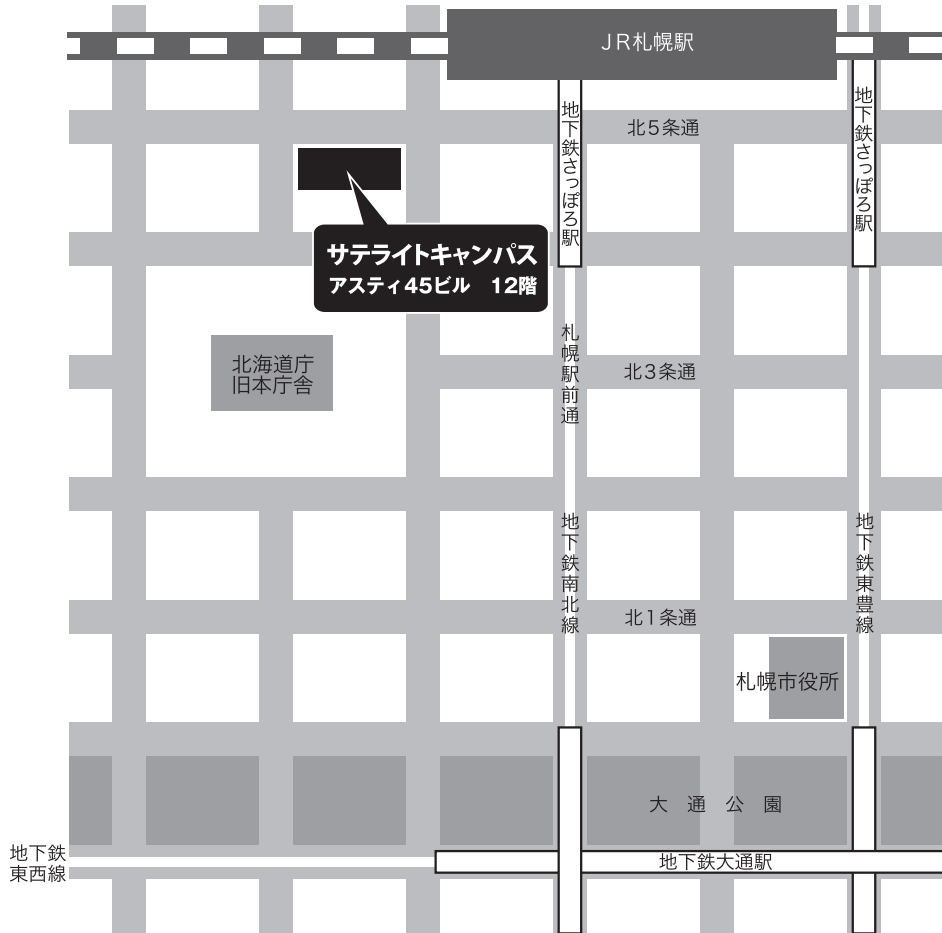 JR札幌駅
北5条通
地下鉄さっぽろ駅
地下鉄さっぽろ駅
サテライトキャンパス
アスティ45ビル　12階
札幌駅前通
北海道庁
旧本庁舎
北3条通
地下鉄南北線
地下鉄東豊線
北1条通
札幌市役所
大　通　公　園
地下鉄
東西線
地下鉄大通駅